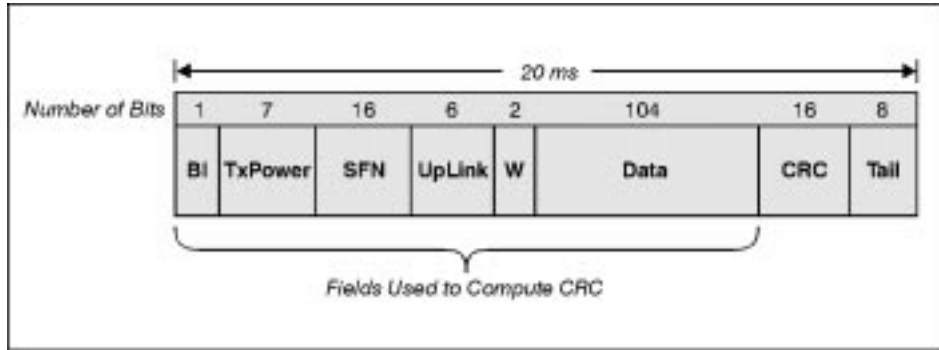 20 ms
Number of Bits 1 7 16 6 2 104 16 8
BI TxPower SFN UpLink W Data CRC Tail
Fields Used to Compute CRC